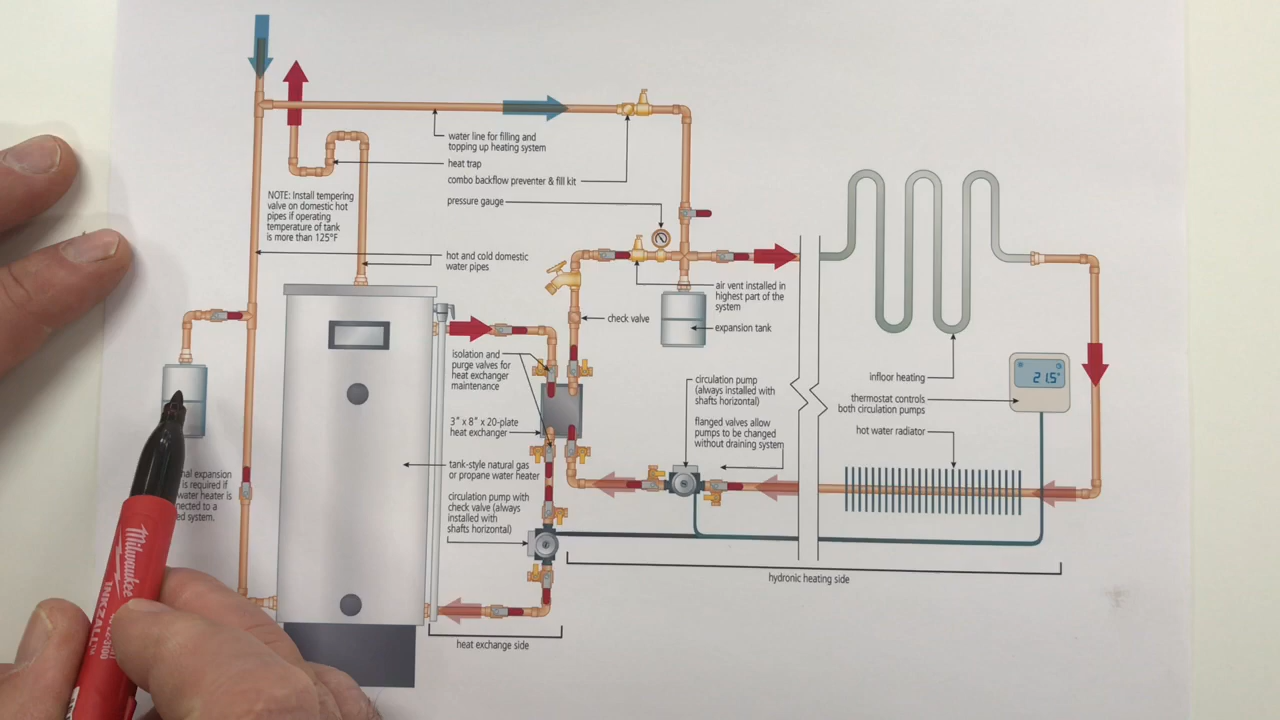 water line for filling and
topping up heating system
heat trap
combo backflow preventer & fill kit
NOTE: Install tempering
valve on domestic hot
pipes if operating
temperature of tank
is more than 125°F
pressure gauge
hot and cold domestic
water pipes
air vent installed in
highest part of the
system
check valve
expansion tank
isolation and
purge valves for
heat exchanger
maintenance
3" x 8" x 20-plate
heat exchanger
circulation pump
(always installed with
shafts horizontal)
flanged valves allow
pumps to be changed
without draining system
infloor heating
thermostat controls
both circulation pumps
hot water radiator
21.5°
tank-style natural gas
or propane water heater
circulation pump with
check valve (always
installed with
shafts horizontal)
expansion
is required if
water heater is
to a
system.
hydronic heating side
heat exchange side
Milwaukee
INKZALL™